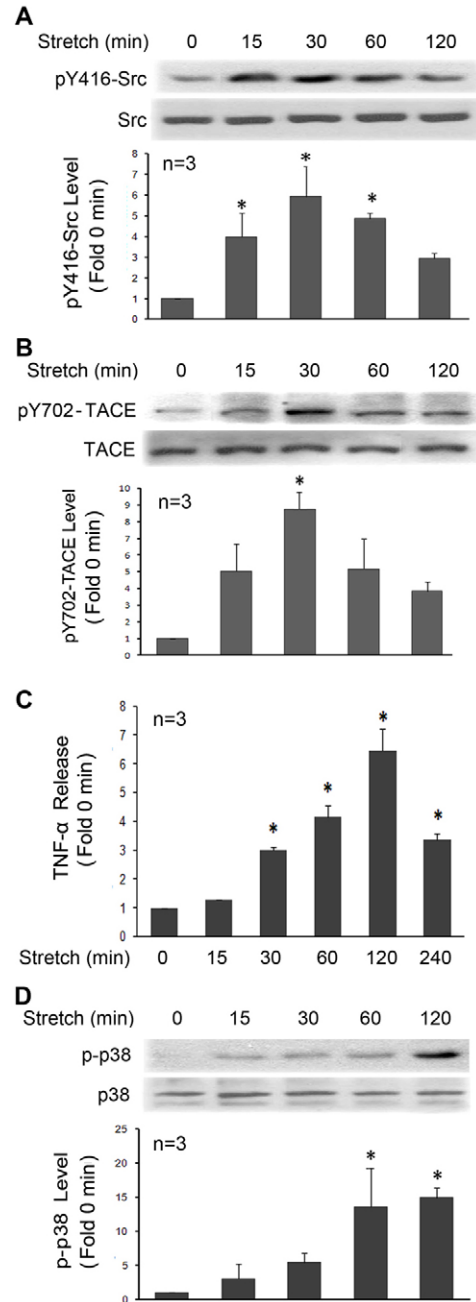 A
Stretch (min) 0 15 30 60 120
pY416-Src
Src
n=3
pY416-Src Level
(Fold 0 min)
8
7
6
5
4
3
2
1
0
* * *
B
Stretch (min) 0 15 30 60 120
pY702-TACE
TACE
n=3
pY702-TACE Level
(Fold 0 min)
10
9
8
7
6
5
4
3
2
1
0
*
C
n=3
TNF-α Release
(Fold 0 min)
8
7
6
5
4
3
2
1
0
* * * *
Stretch (min) 0 15 30 60 120 240
D
Stretch (min) 0 15 30 60 120
p-p38
p38
n=3
p-p38 Level
(Fold 0 min)
25
20
15
10
5
0
* *